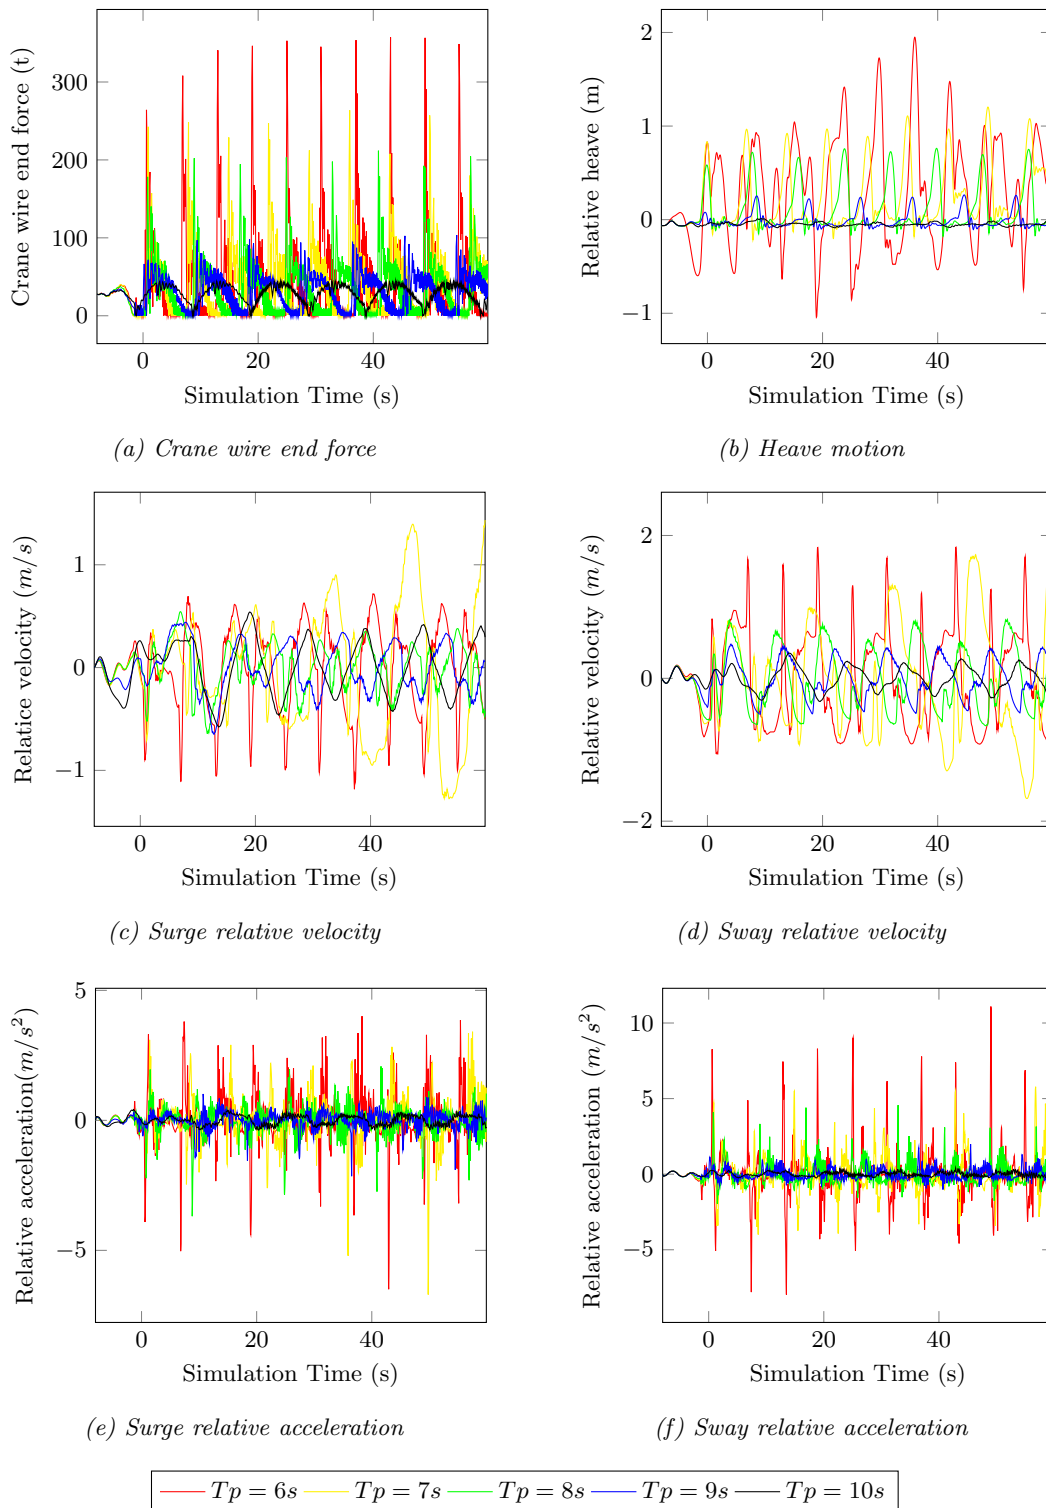 300
200
100
0
Crane wire end force (t)
0 20 40
Simulation Time (s)
(a) Crane wire end force
2
1
0
−1
Relative heave (m)
0 20 40
Simulation Time (s)
(b) Heave motion
1
0
−1
Relatice velocity (m/s)
0 20 40
Simulation Time (s)
(c) Surge relative velocity
2
0
−2
Relative velocity (m/s)
0 20 40
Simulation Time (s)
(d) Sway relative velocity
5
0
−5
Relative acceleration(m/s²)
0 20 40
Simulation Time (s)
(e) Surge relative acceleration
10
5
0
−5
Relative acceleration (m/s²)
0 20 40
Simulation Time (s)
(f) Sway relative acceleration
Tp = 6s Tp = 7s Tp = 8s Tp = 9s Tp = 10s